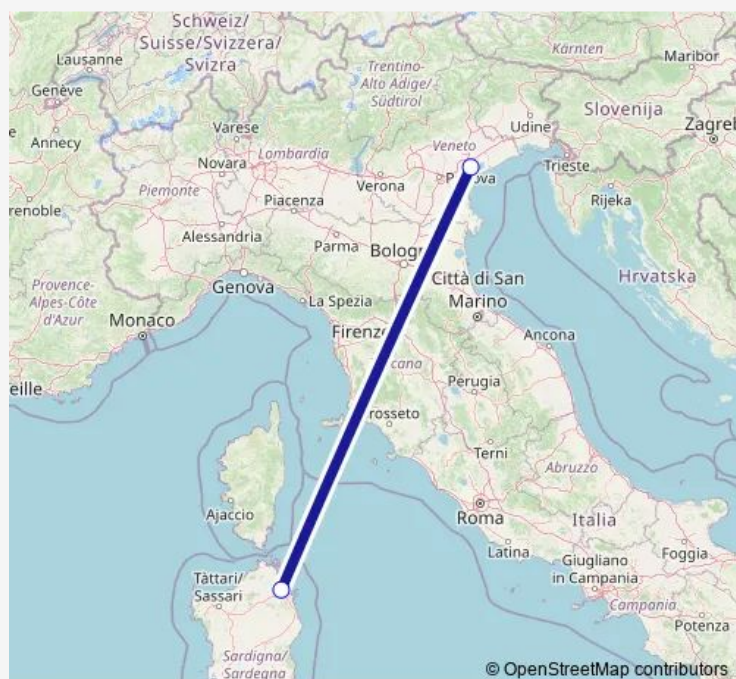 Schweiz/
Suisse/Svizzera/
Svizra
Lausanne
Genève
Annecy
Trentino-
Alto Adige/
Südtirol
Kärnten
Maribor
Slovenija
Zagreb
Udine
Trieste
Rijeka
Hrvatska
Varese
Novara
Lombardia
Veneto
Verona
Piemonte
Piacenza
Alessandria
Parma
Genova
La Spezia
Città di San
Marino
Provence-
Alpes-Côte
d'Azur
Monaco
Ancona
Perugia
Terni
Abruzzo
Ajaccio
Roma
Italia
Latina
Giugliano
in Campania
Foggia
Campania
Potenza
Tàttari/
Sassari
Sardigna/
Sardegna
© OpenStreetMap contributors